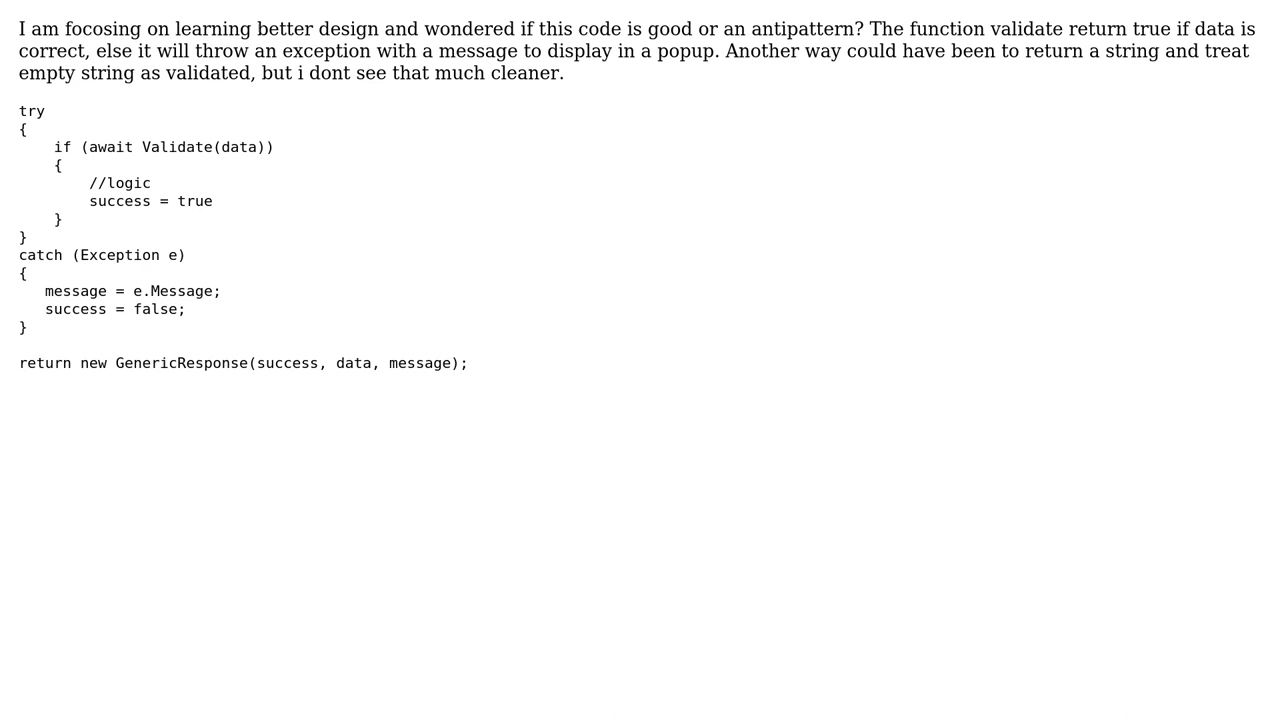 I am focosing on learning better design and wondered if this code is good or an antipattern? The function validate return true if data is
correct, else it will throw an exception with a message to display in a popup. Another way could have been to return a string and treat
empty string as validated, but i dont see that much cleaner.
try
{
    if (await Validate(data))
    {
        //logic
        success = true
    }
}
catch (Exception e)
{
   message = e.Message;
   success = false;
}
return new GenericResponse(success, data, message);